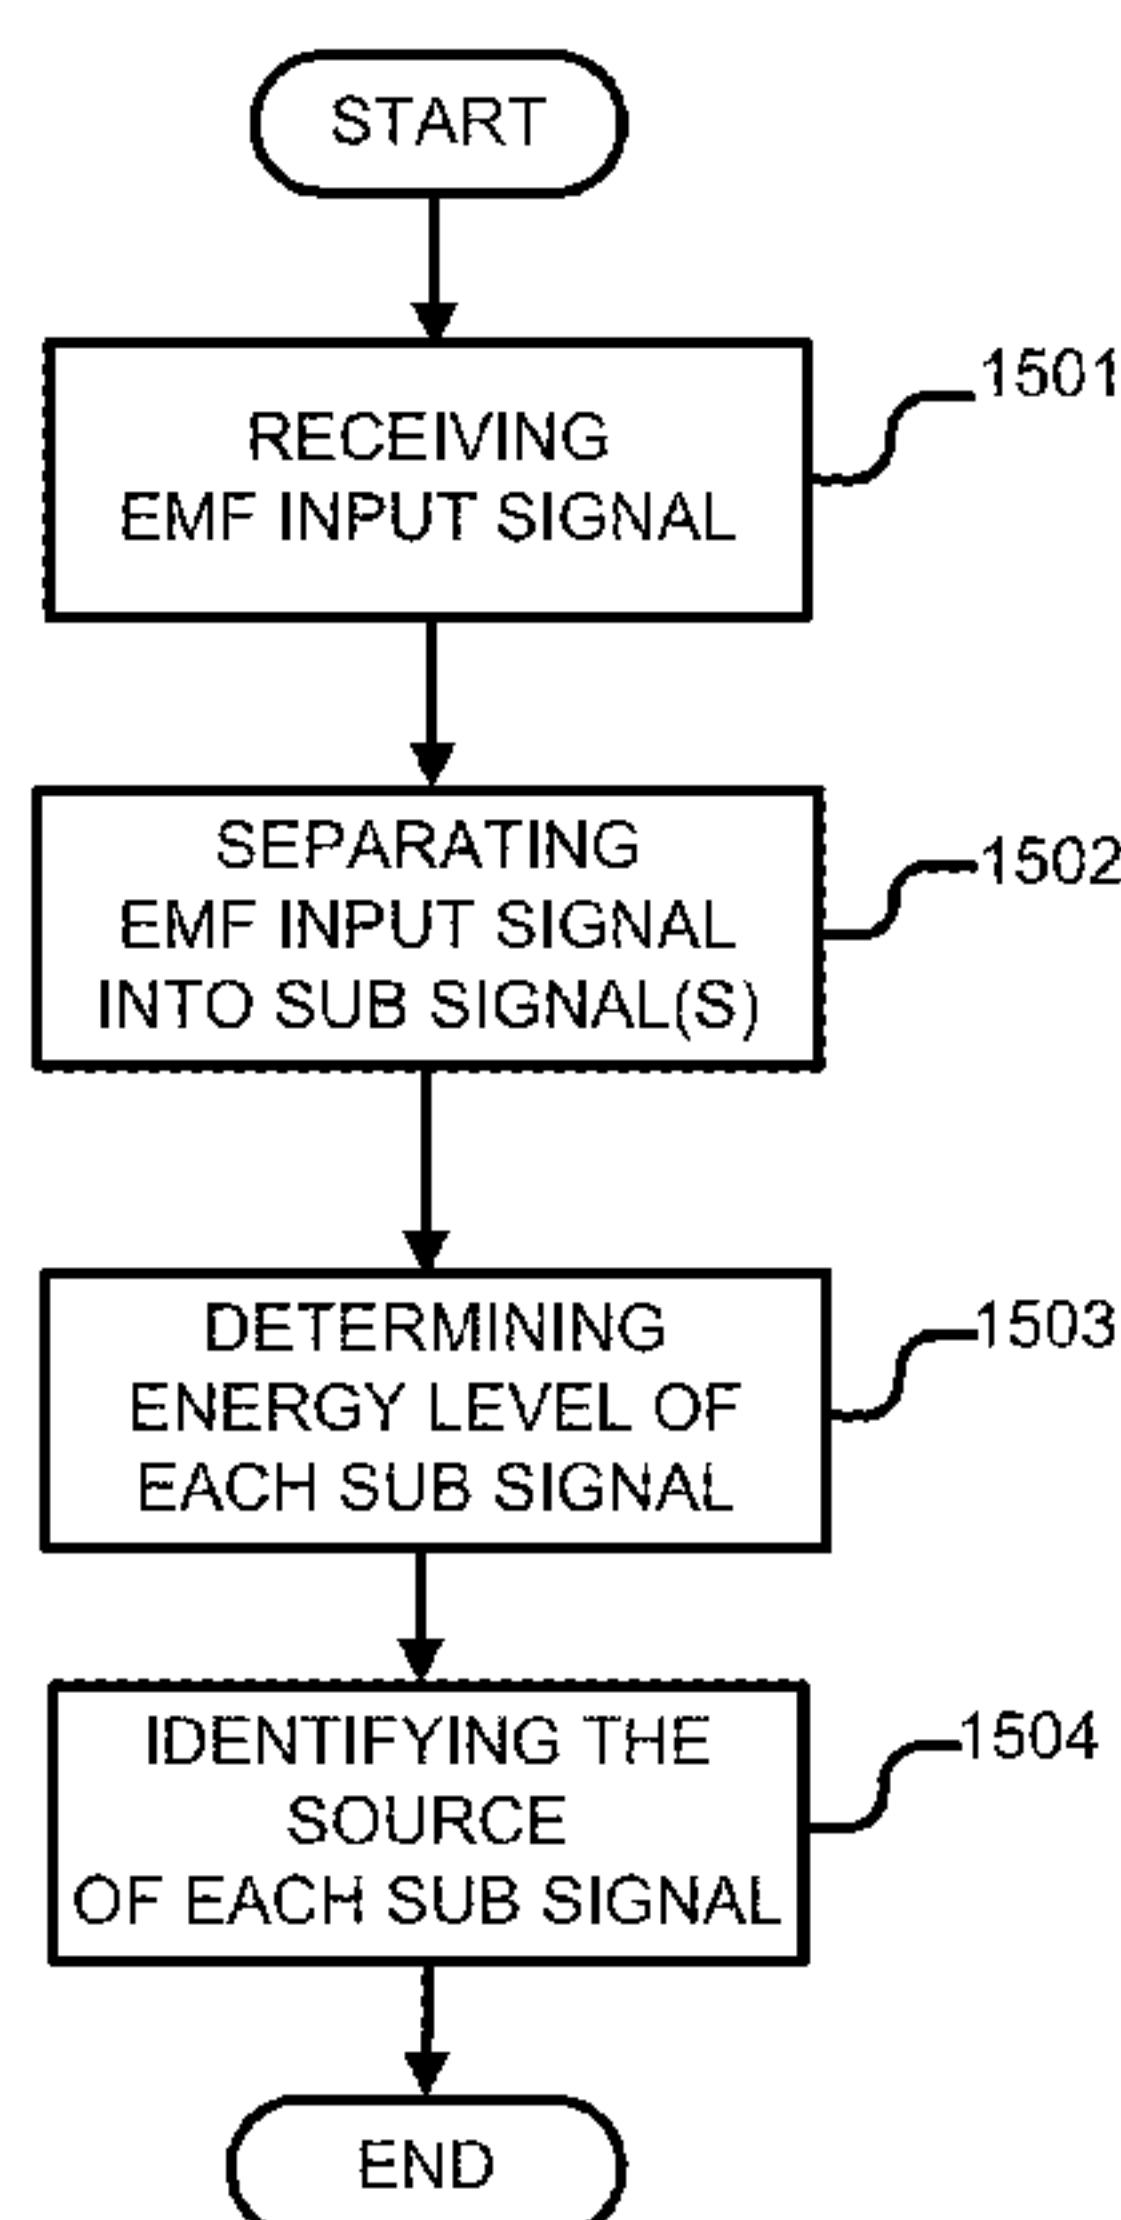 START
RECEIVING
EMF INPUT SIGNAL
1501
SEPARATING
EMF INPUT SIGNAL
INTO SUB SIGNAL(S)
1502
DETERMINING
ENERGY LEVEL OF
EACH SUB SIGNAL
1503
IDENTIFYING THE
SOURCE
OF EACH SUB SIGNAL
1504
END